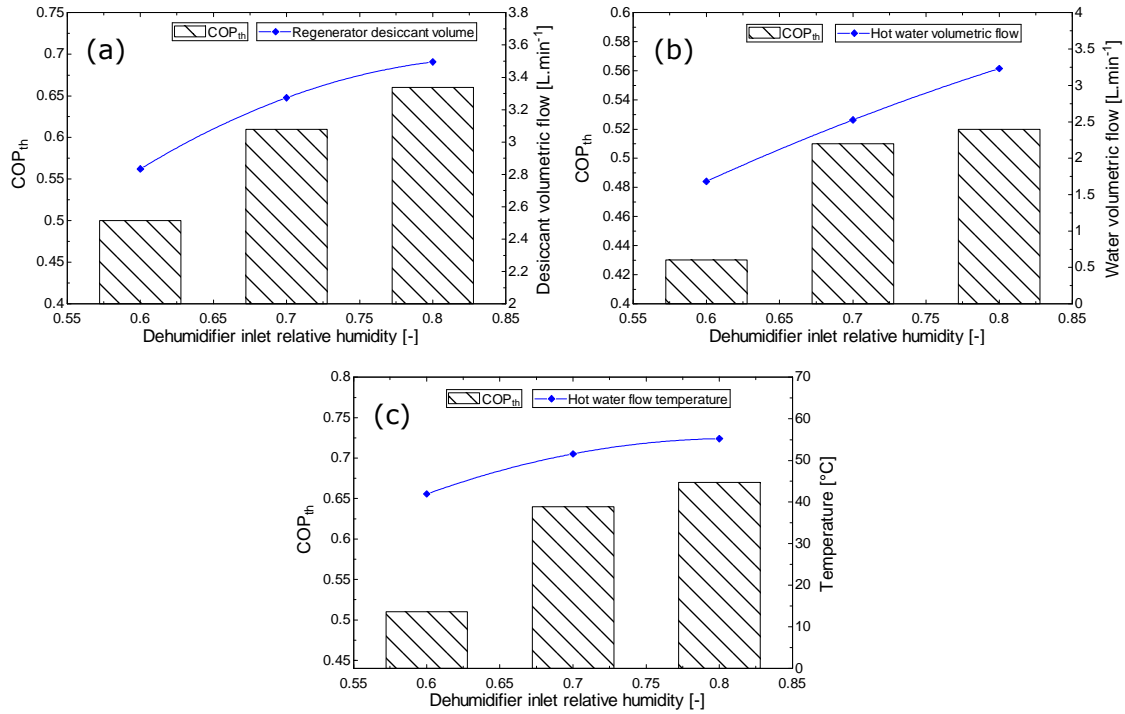 (a)
COPth
Regenerator desiccant volume
0.75
0.7
0.65
0.6
0.55
0.5
0.45
0.4
COPth
3.8
3.6
3.4
3.2
3
2.8
2.6
2.4
2.2
2
Desiccant volumetric flow [L.min-1]
0.55 0.6 0.65 0.7 0.75 0.8 0.85
Dehumidifier inlet relative humidity [-]
(b)
COPth
Hot water volumetric flow
0.6
0.58
0.56
0.54
0.52
0.5
0.48
0.46
0.44
0.42
0.4
COPth
4
3.5
3
2.5
2
1.5
1
0.5
0
Water volumetric flow [L.min-1]
0.55 0.6 0.65 0.7 0.75 0.8 0.85
Dehumidifier inlet relative humidity [-]
(c)
COPth
Hot water flow temperature
0.8
0.75
0.7
0.65
0.6
0.55
0.5
0.45
COPth
70
60
50
40
30
20
10
0
Temperature [°C]
0.55 0.6 0.65 0.7 0.75 0.8 0.85
Dehumidifier inlet relative humidity [-]